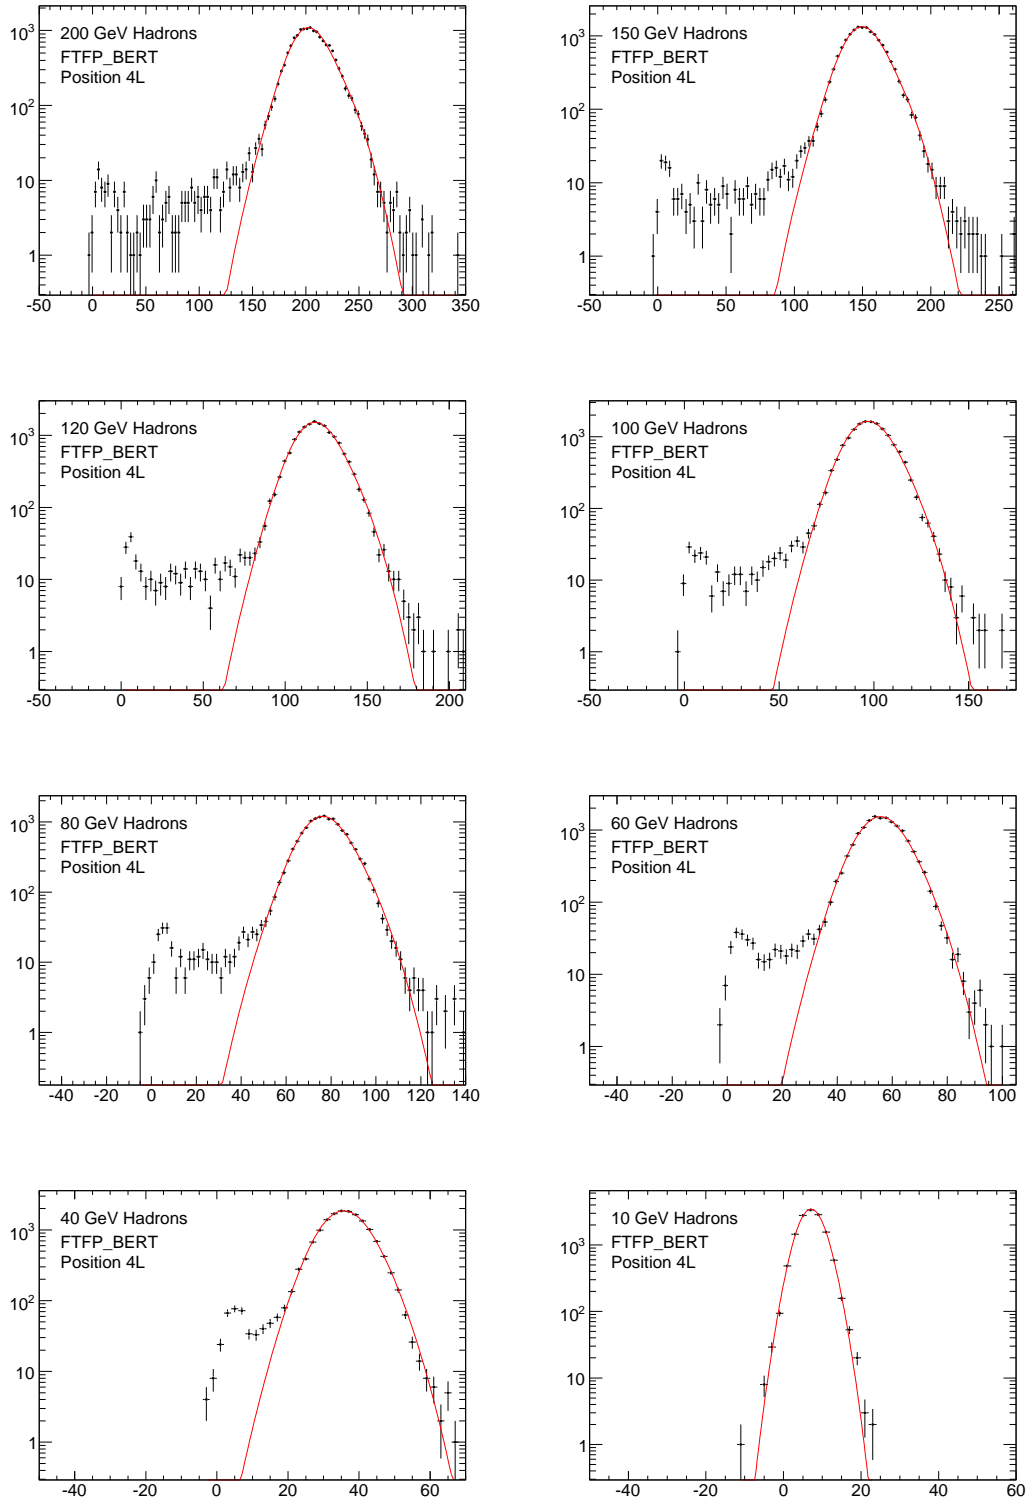 10³
10²
10
1
200 GeV Hadrons
FTFP_BERT
Position 4L
-50 0 50 100 150 200 250 300 350
10³
10²
10
1
150 GeV Hadrons
FTFP_BERT
Position 4L
-50 0 50 100 150 200 250
10³
10²
10
1
120 GeV Hadrons
FTFP_BERT
Position 4L
-50 0 50 100 150 200
10³
10²
10
1
100 GeV Hadrons
FTFP_BERT
Position 4L
-50 0 50 100 150
10³
10²
10
1
80 GeV Hadrons
FTFP_BERT
Position 4L
-40 -20 0 20 40 60 80 100 120 140
10³
10²
10
1
60 GeV Hadrons
FTFP_BERT
Position 4L
-40 -20 0 20 40 60 80 100
10³
10²
10
1
40 GeV Hadrons
FTFP_BERT
Position 4L
-40 -20 0 20 40 60
10³
10²
10
1
10 GeV Hadrons
FTFP_BERT
Position 4L
-40 -20 0 20 40 60